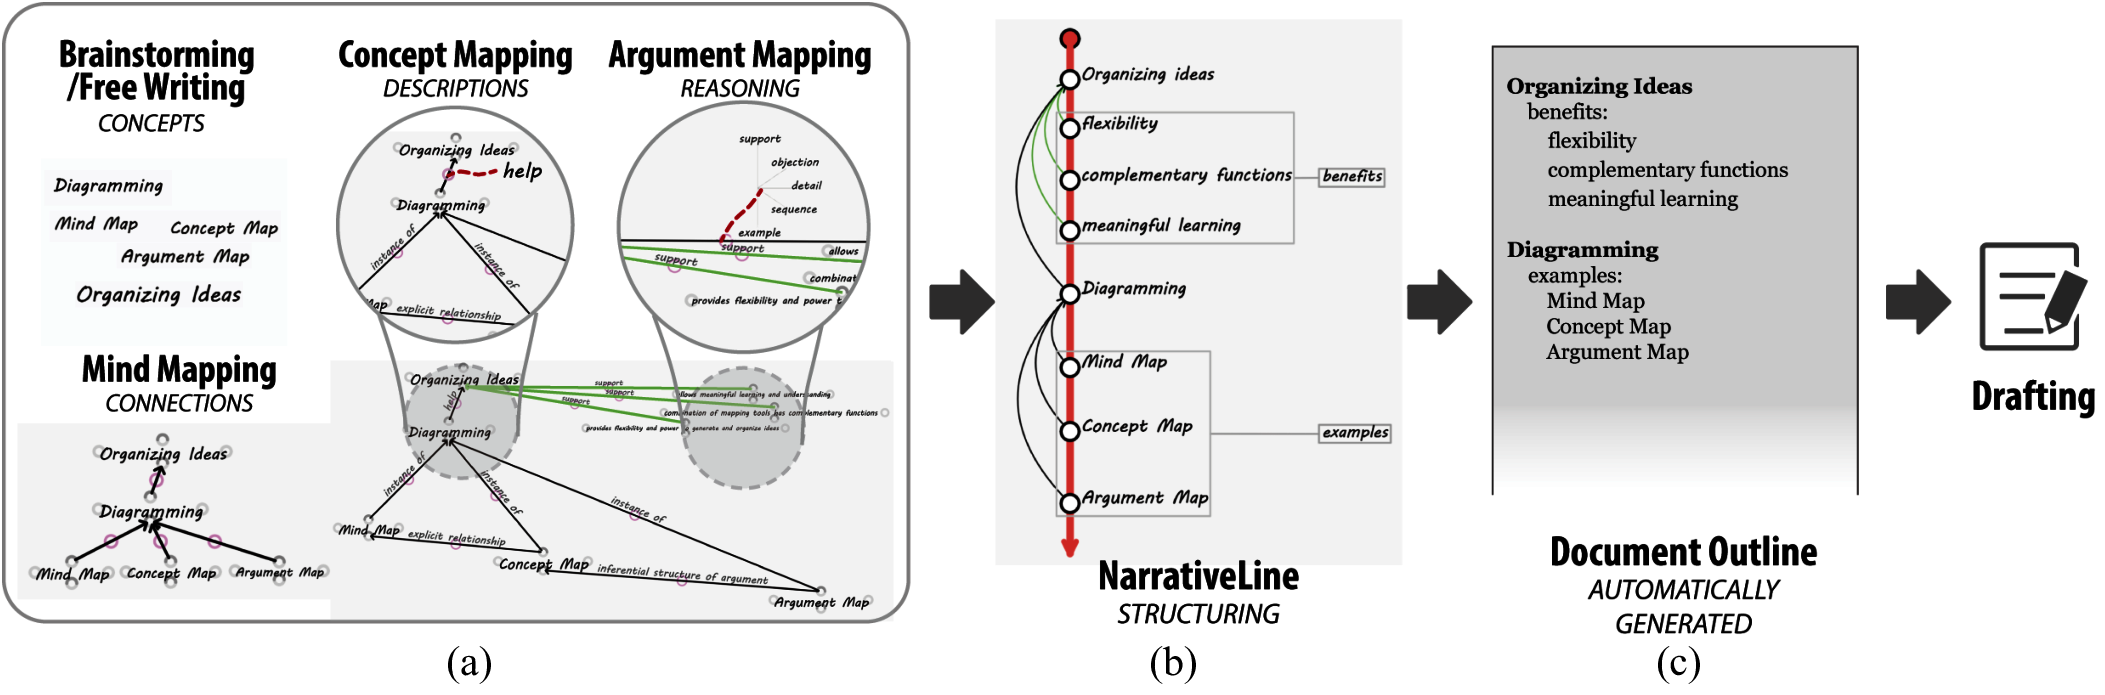 Brainstorming
/Free Writing
CONCEPTS
Diagramming
Mind Map
Concept Map
Argument Map
Organizing Ideas
Mind Mapping
CONNECTIONS
Organizing Ideas
Diagramming
Mind Map
Concept Map
Argument Map
Concept Mapping
DESCRIPTIONS
Organizing Ideas
help
Diagramming
instance of
instance of
Map
explicit relationship
Argument Mapping
REASONING
support
objection
detail
sequence
example
support
support
allows
combinat
provides flexibility and power t
Organizing Ideas
help
Diagramming
support
support
support
allows meaningful learning and understanding
combination of mapping tools has complementary functions
provides flexibility and power
generate and organize ideas
instance of
instance of
instance of
Mind Map
explicit relationship
Concept Map
inferential structure of argument
Argument Map
(a)
Organizing ideas
flexibility
complementary functions
benefits
meaningful learning
Diagramming
Mind Map
Concept Map
examples
Argument Map
NarrativeLine
STRUCTURING
(b)
Organizing Ideas
benefits:
flexibility
complementary functions
meaningful learning
Diagramming
examples:
Mind Map
Concept Map
Argument Map
Document Outline
AUTOMATICALLY
GENERATED
(c)
Drafting